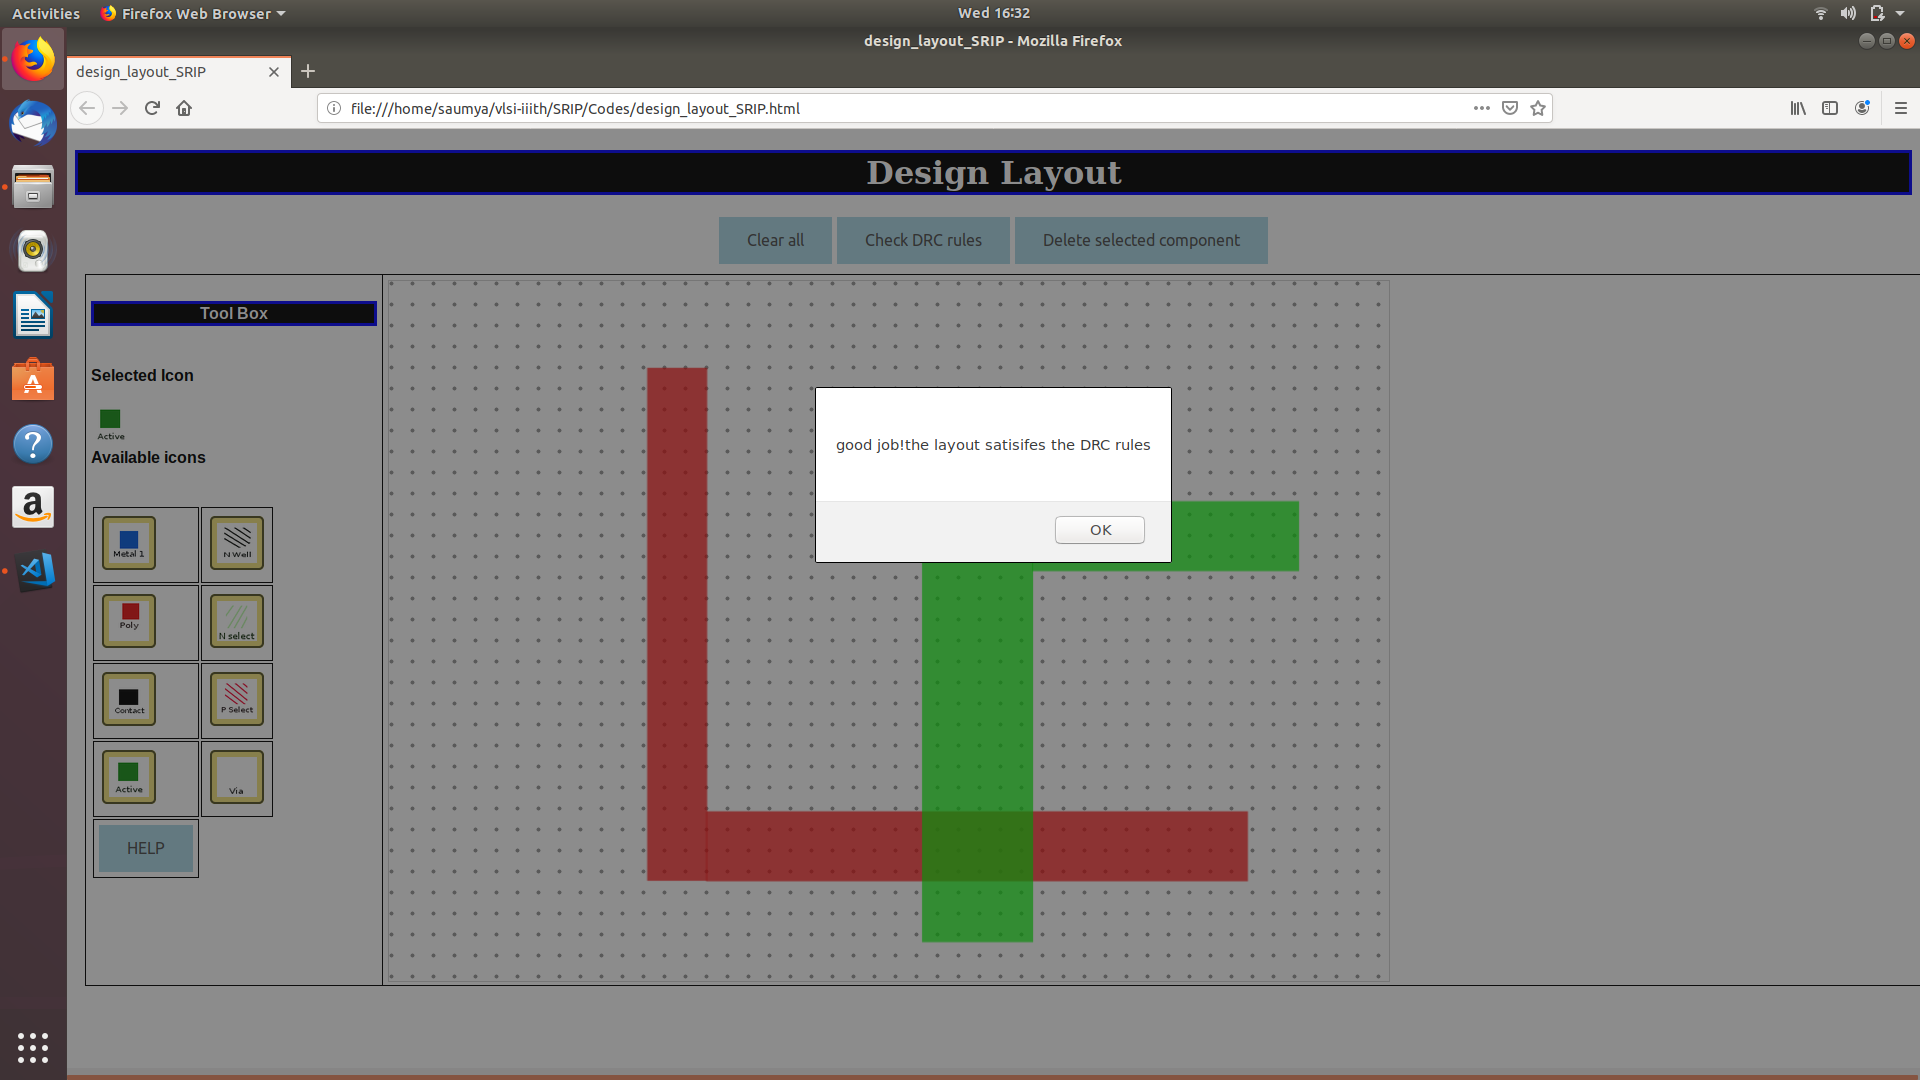 Activities
Firefox Web Browser
Wed 16:32
design_layout_SRIP - Mozilla Firefox
design_layout_SRIP
file:///home/saumya/vlsi-iiith/SRIP/Codes/design_layout_SRIP.html
Design Layout
Clear all
Check DRC rules
Delete selected component
Tool Box
Selected Icon
Active
Available icons
Metal 1
N Well
Poly
N select
Contact
P Select
Active
Via
HELP
good job!the layout satisifes the DRC rules
OK